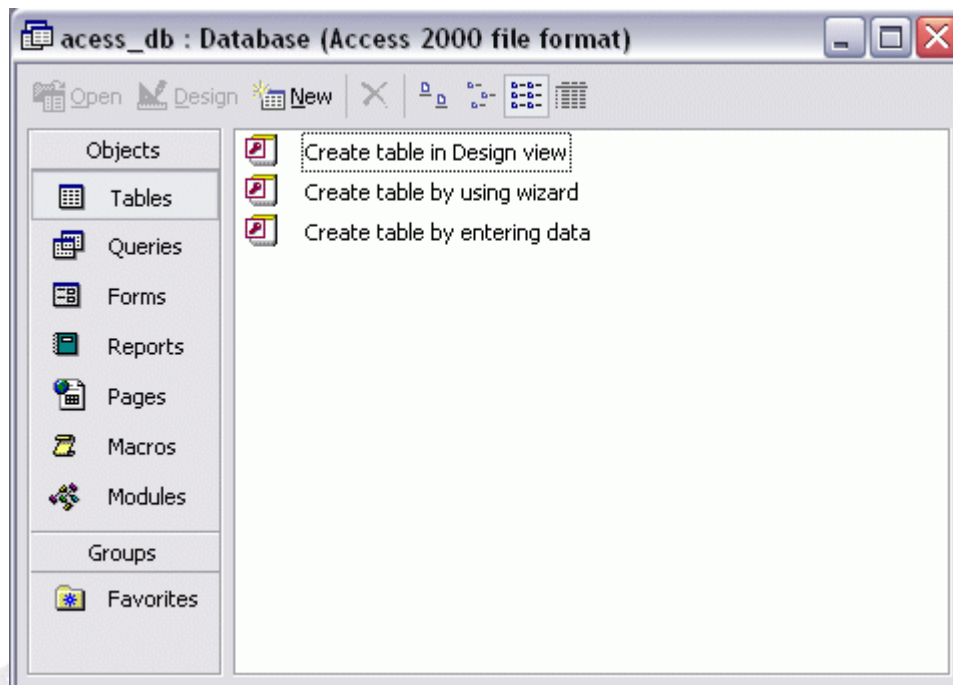 acess_db : Database (Access 2000 file format)
Open Design New
Objects
Tables
Queries
Forms
Reports
Pages
Macros
Modules
Groups
Favorites
Create table in Design view
Create table by using wizard
Create table by entering data